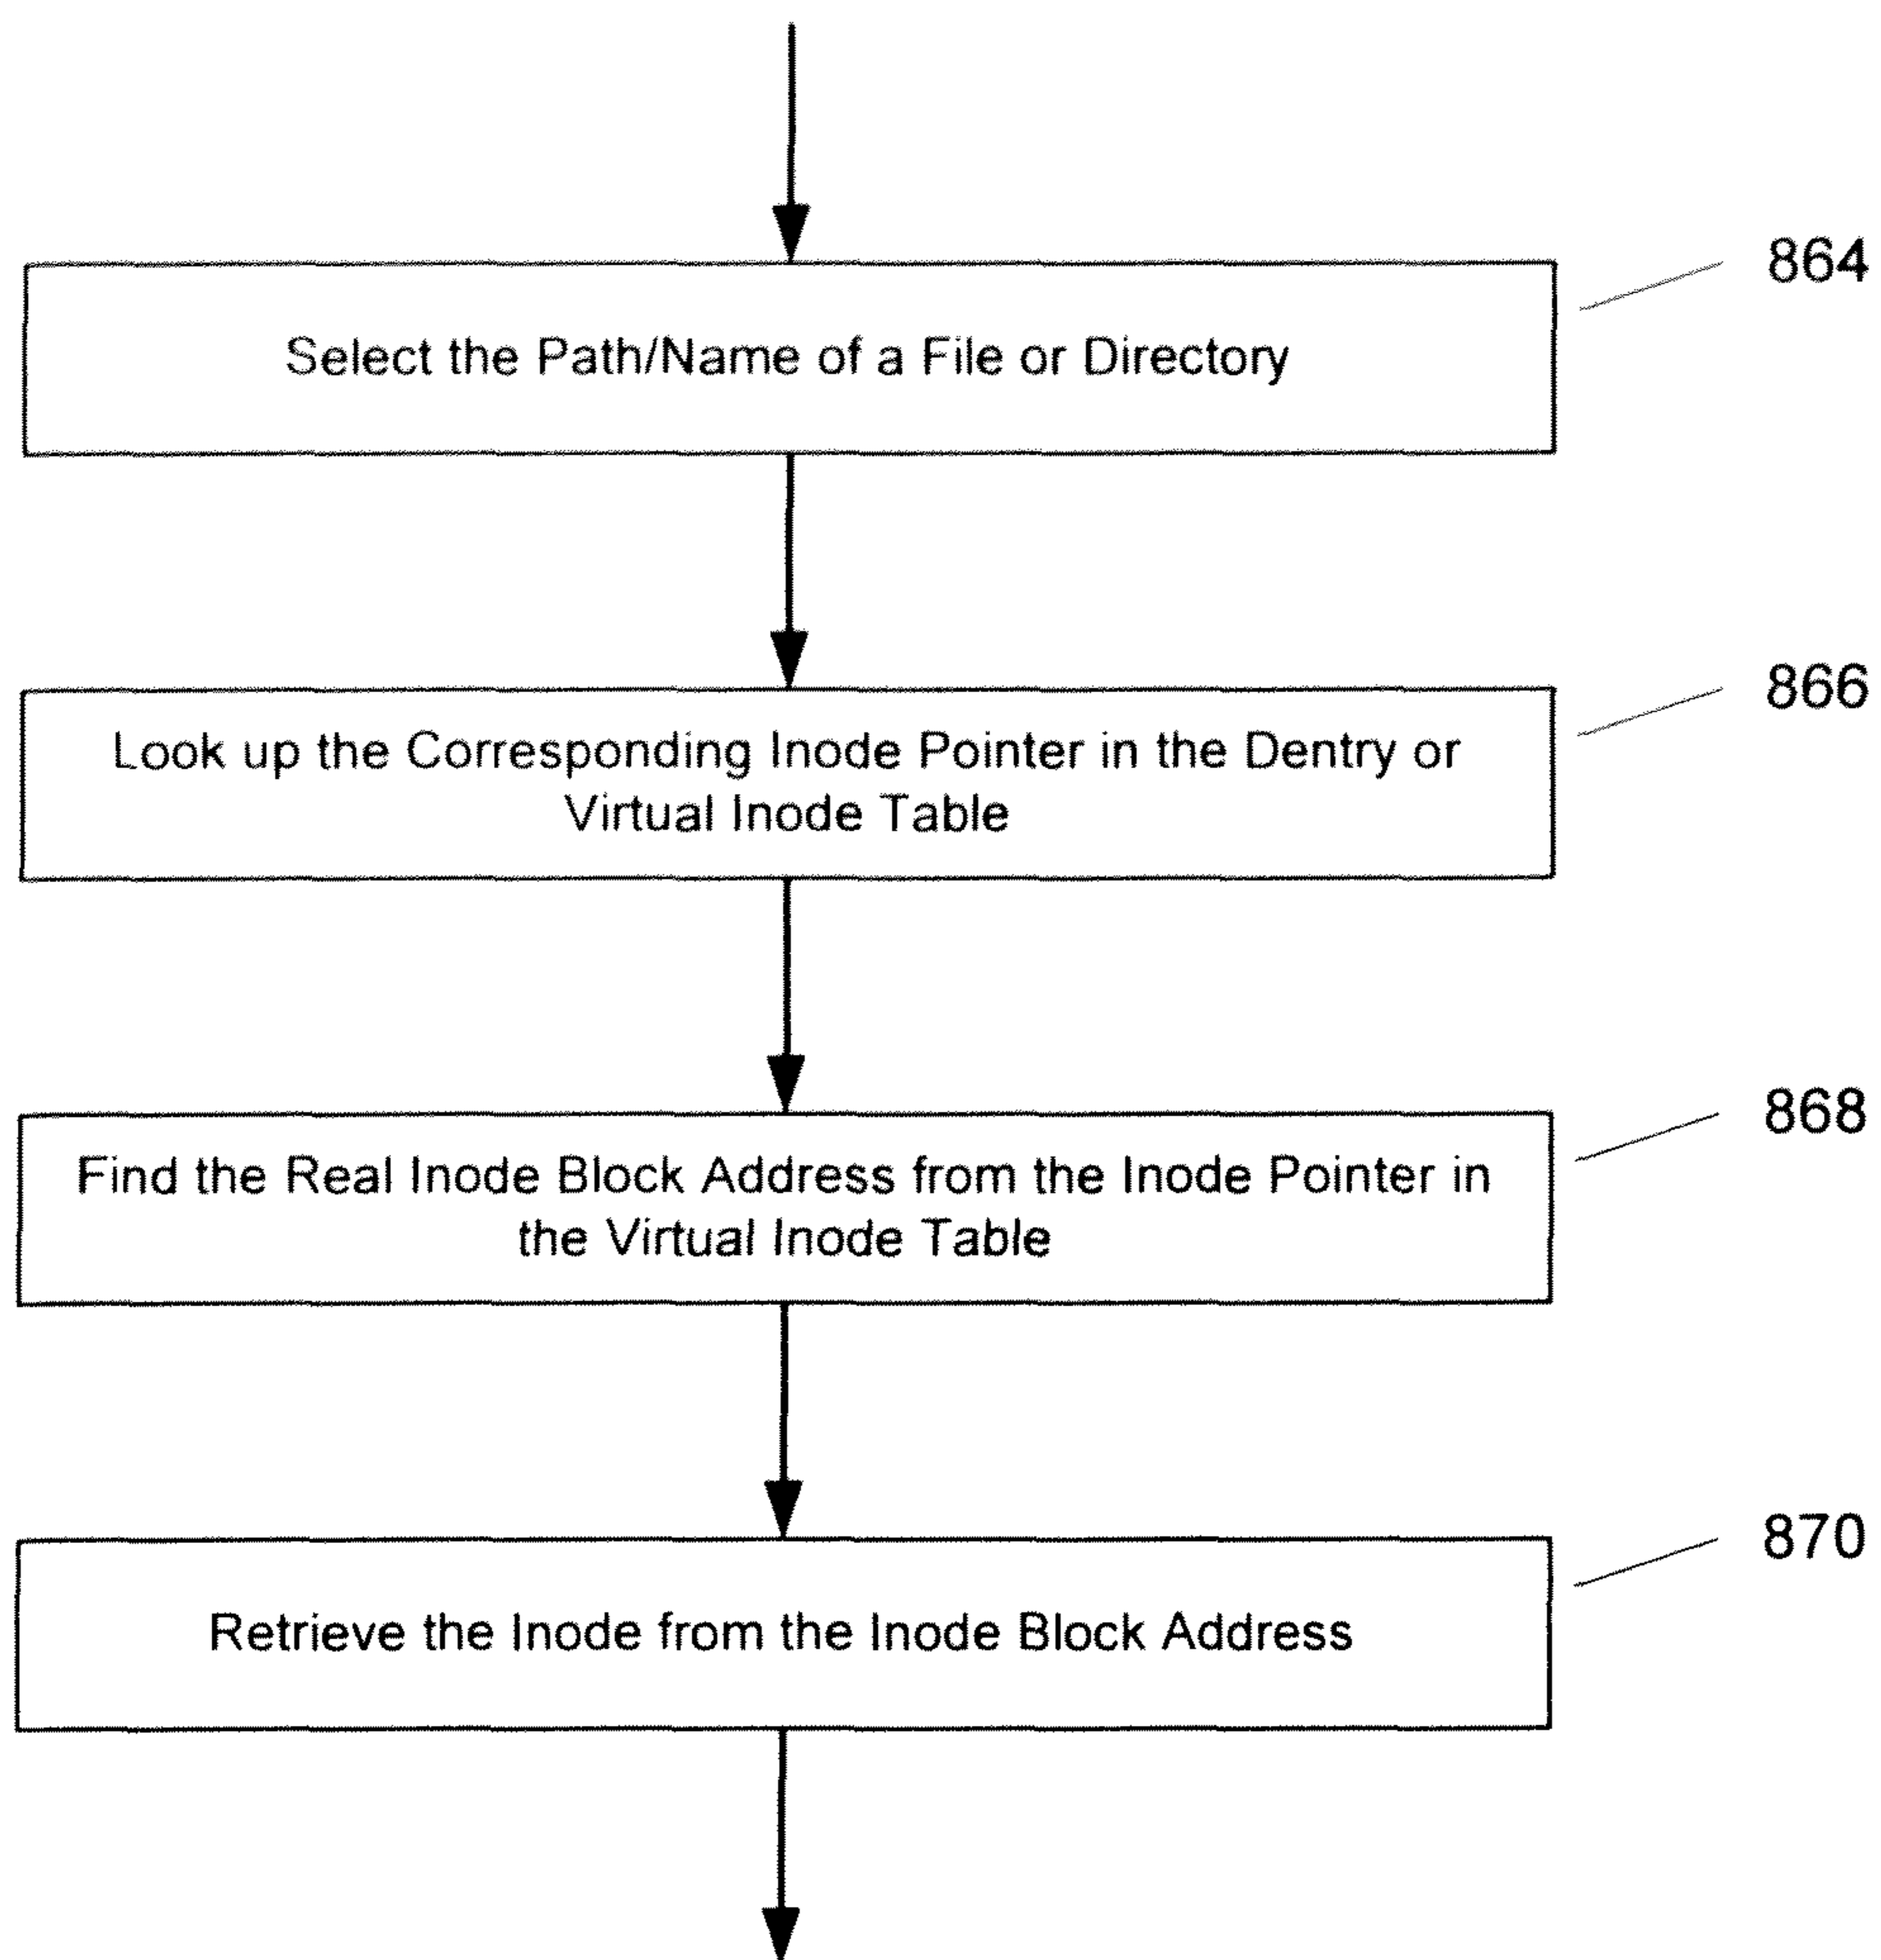 864
Select the Path/Name of a File or Directory
866
Look up the Corresponding Inode Pointer in the Dentry or
Virtual Inode Table
868
Find the Real Inode Block Address from the Inode Pointer in
the Virtual Inode Table
870
Retrieve the Inode from the Inode Block Address